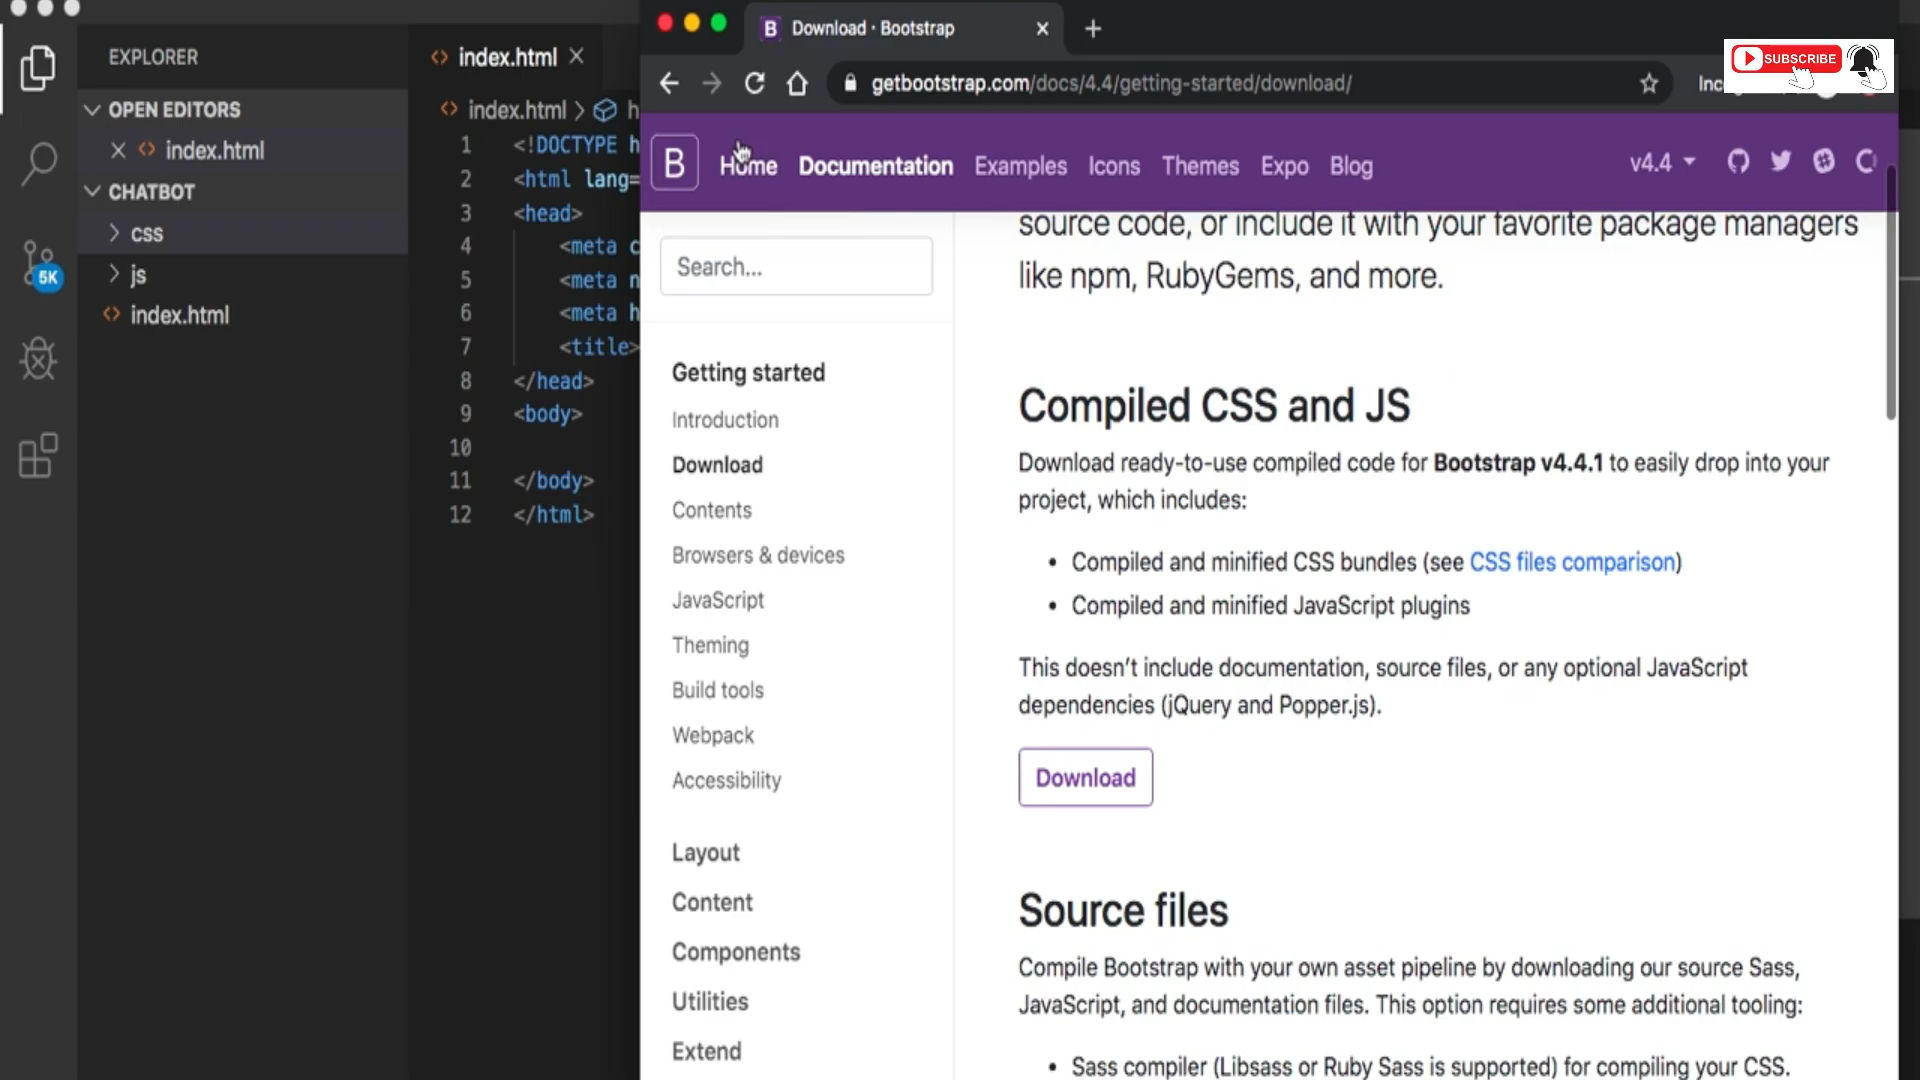 EXPLORER
OPEN EDITORS
index.html
CHATBOT
css
js
index.html
5K
index.html
index.html
1 <!DOCTYPE h
2 <html lang=
3 <head>
4 <meta c
5 <meta n
6 <meta h
7 <title>
8 </head>
9 <body>
10
11 </body>
12 </html>
B Download · Bootstrap
getbootstrap.com/docs/4.4/getting-started/download/
SUBSCRIBE
B Home Documentation Examples Icons Themes Expo Blog v4.4
Search...
Getting started
Introduction
Download
Contents
Browsers & devices
JavaScript
Theming
Build tools
Webpack
Accessibility
Layout
Content
Components
Utilities
Extend
source code, or include it with your favorite package managers
like npm, RubyGems, and more.
Compiled CSS and JS
Download ready-to-use compiled code for Bootstrap v4.4.1 to easily drop into your
project, which includes:
• Compiled and minified CSS bundles (see CSS files comparison)
• Compiled and minified JavaScript plugins
This doesn’t include documentation, source files, or any optional JavaScript
dependencies (jQuery and Popper.js).
Download
Source files
Compile Bootstrap with your own asset pipeline by downloading our source Sass,
JavaScript, and documentation files. This option requires some additional tooling:
• Sass compiler (Libsass or Ruby Sass is supported) for compiling your CSS.